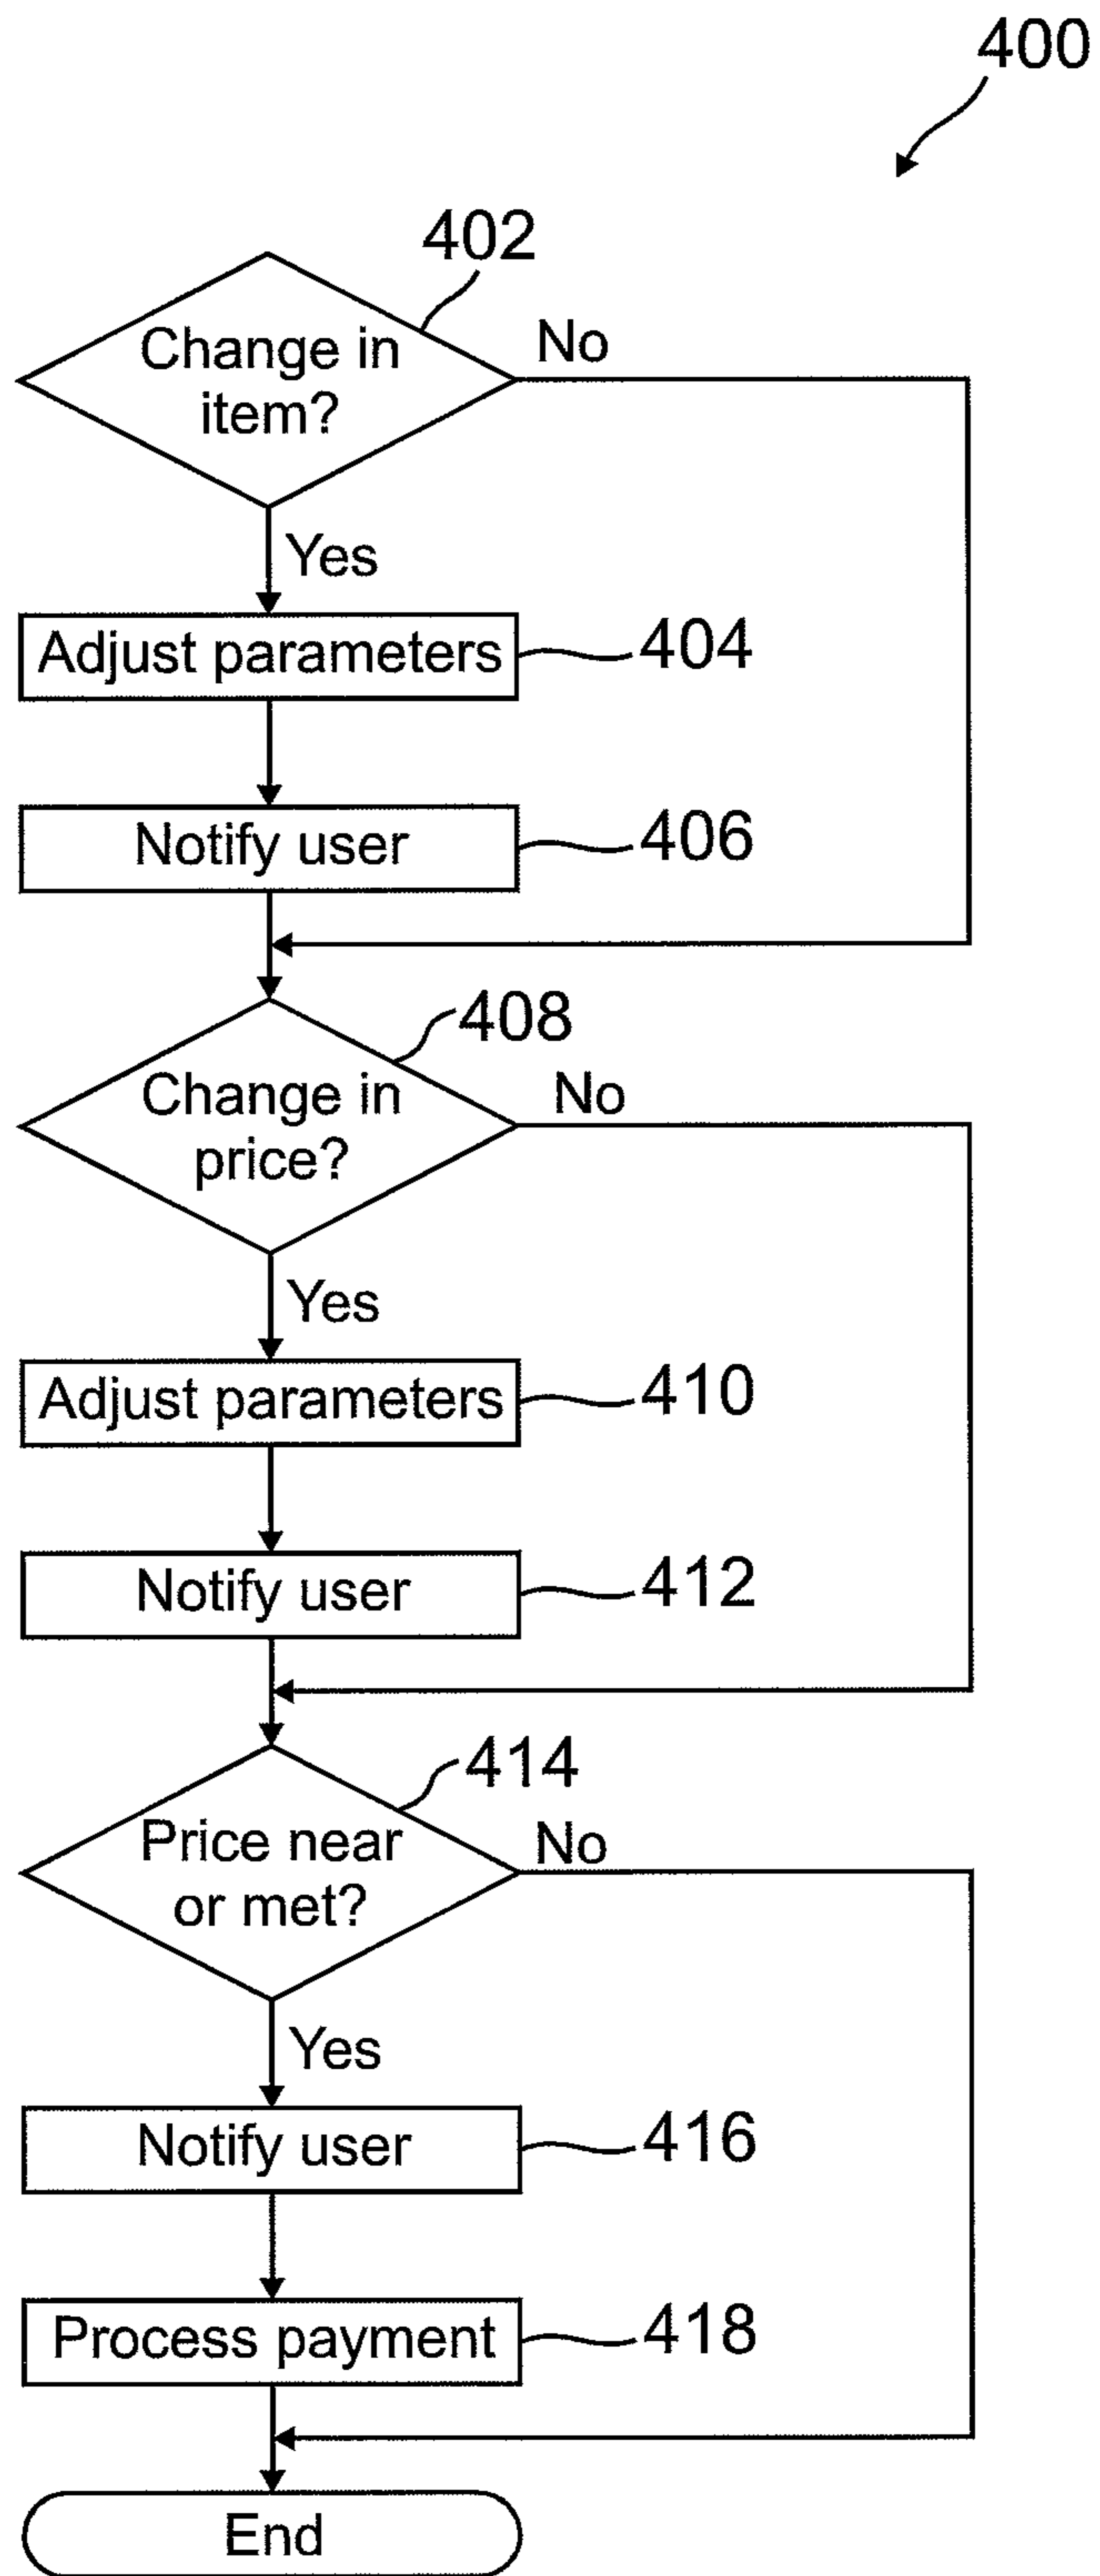 400
402
Change in
item?
No
Yes
Adjust parameters
404
Notify user
406
408
Change in
price?
No
Yes
Adjust parameters
410
Notify user
412
414
Price near
or met?
No
Yes
Notify user
416
Process payment
418
End